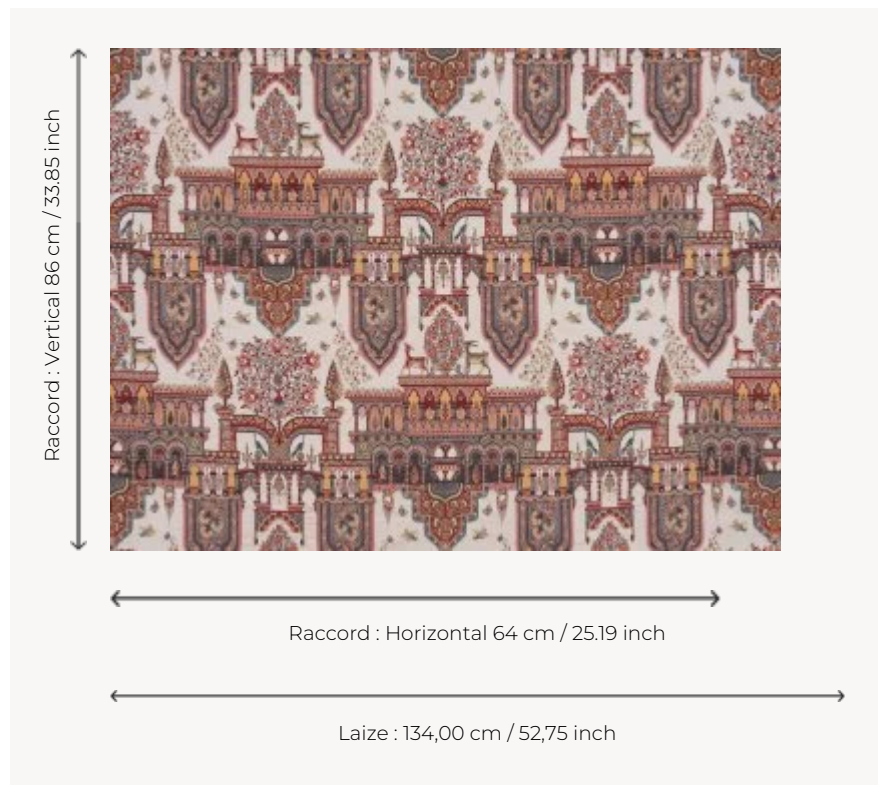 Raccord : Vertical 86 cm / 33.85 inch
Raccord : Horizontal 64 cm / 25.19 inch
Laize : 134,00 cm / 52,75 inch